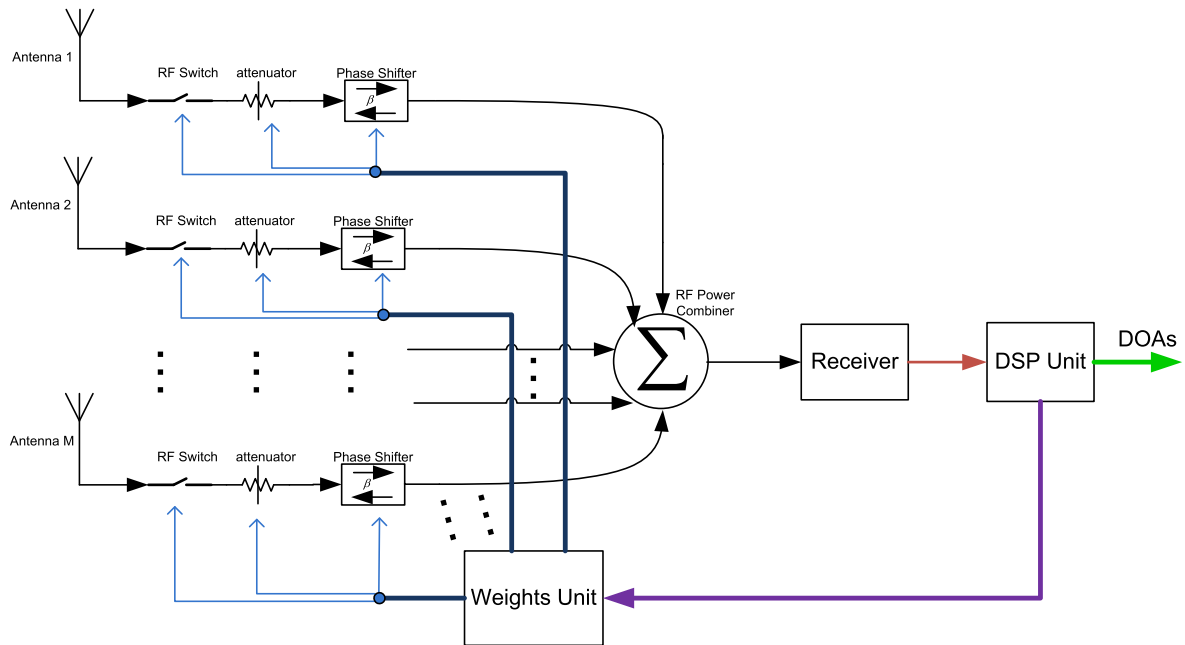 Antenna 1
RF Switch
attenuator
Phase Shifter
β
Antenna 2
RF Switch
attenuator
Phase Shifter
β
RF Power
Combiner
Σ
Receiver
DSP Unit
DOAs
Antenna M
RF Switch
attenuator
Phase Shifter
β
Weights Unit